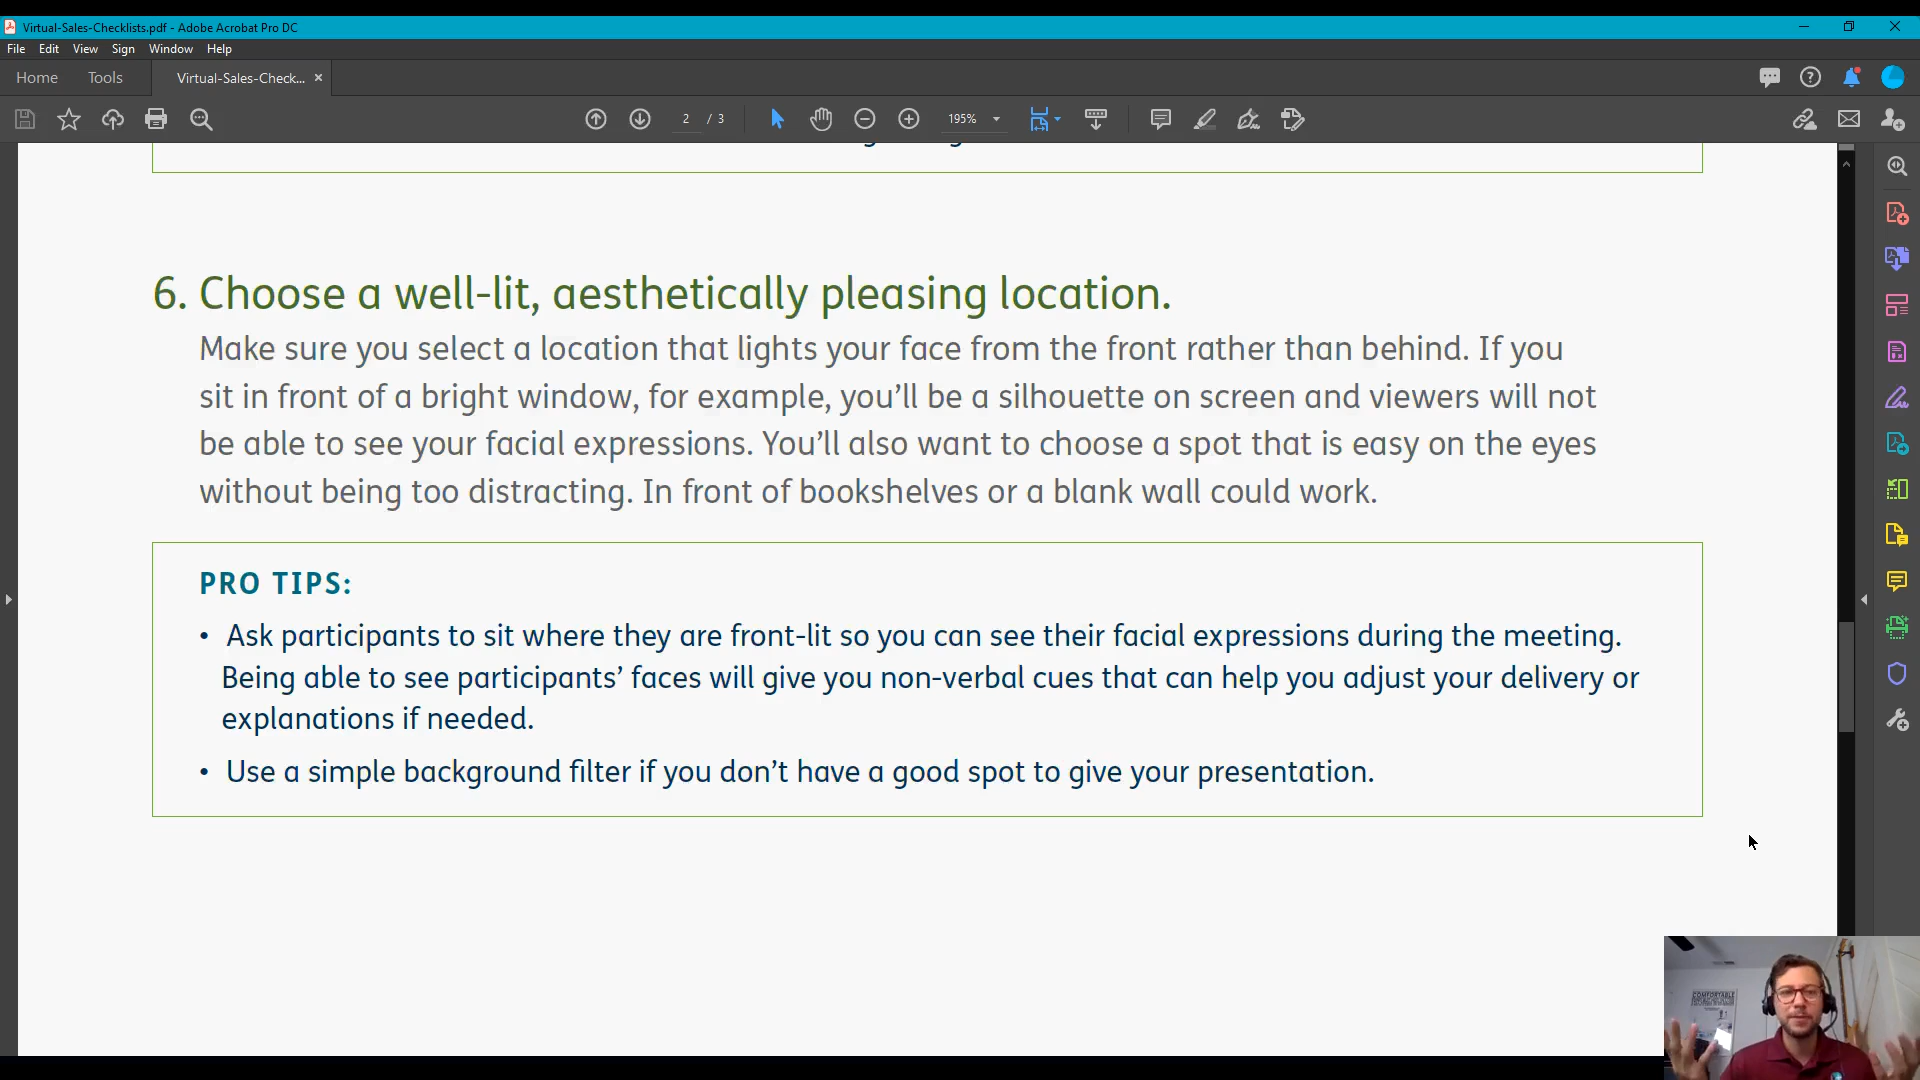 Virtual-Sales-Checklists.pdf - Adobe Acrobat Pro DC
File Edit View Sign Window Help
Home Tools Virtual-Sales-Check... ×
2 / 3 195%
6. Choose a well-lit, aesthetically pleasing location.
Make sure you select a location that lights your face from the front rather than behind. If you
sit in front of a bright window, for example, you’ll be a silhouette on screen and viewers will not
be able to see your facial expressions. You’ll also want to choose a spot that is easy on the eyes
without being too distracting. In front of bookshelves or a blank wall could work.
PRO TIPS:
• Ask participants to sit where they are front-lit so you can see their facial expressions during the meeting.
Being able to see participants’ faces will give you non-verbal cues that can help you adjust your delivery or
explanations if needed.
• Use a simple background filter if you don’t have a good spot to give your presentation.
COMFORTABLE